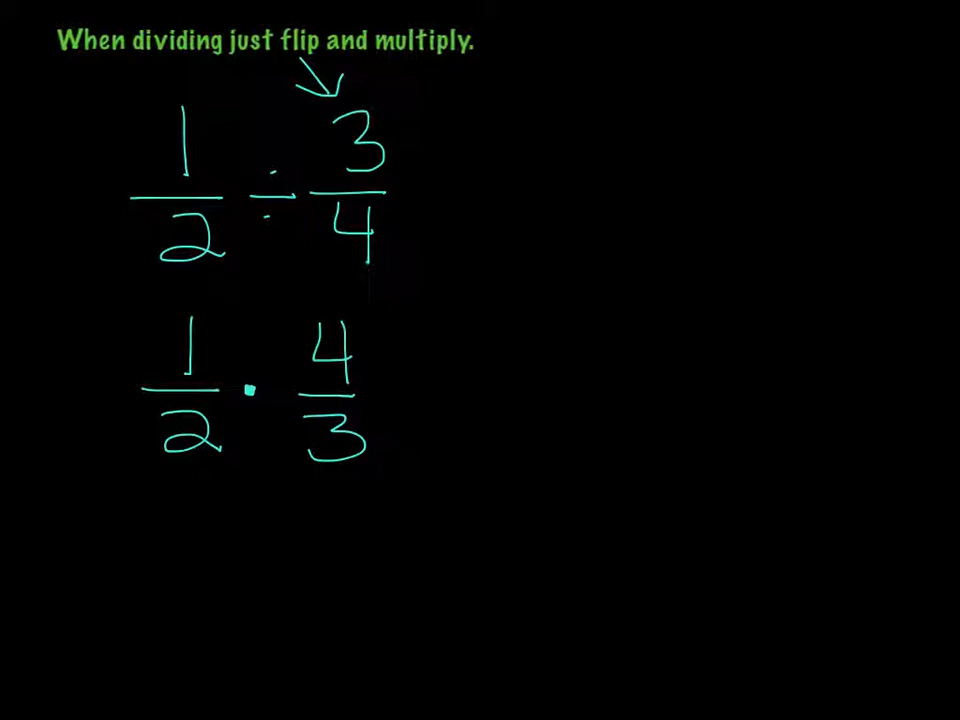 When dividing just flip and multiply.
1/2 ÷ 3/4
1/2 · 4/3